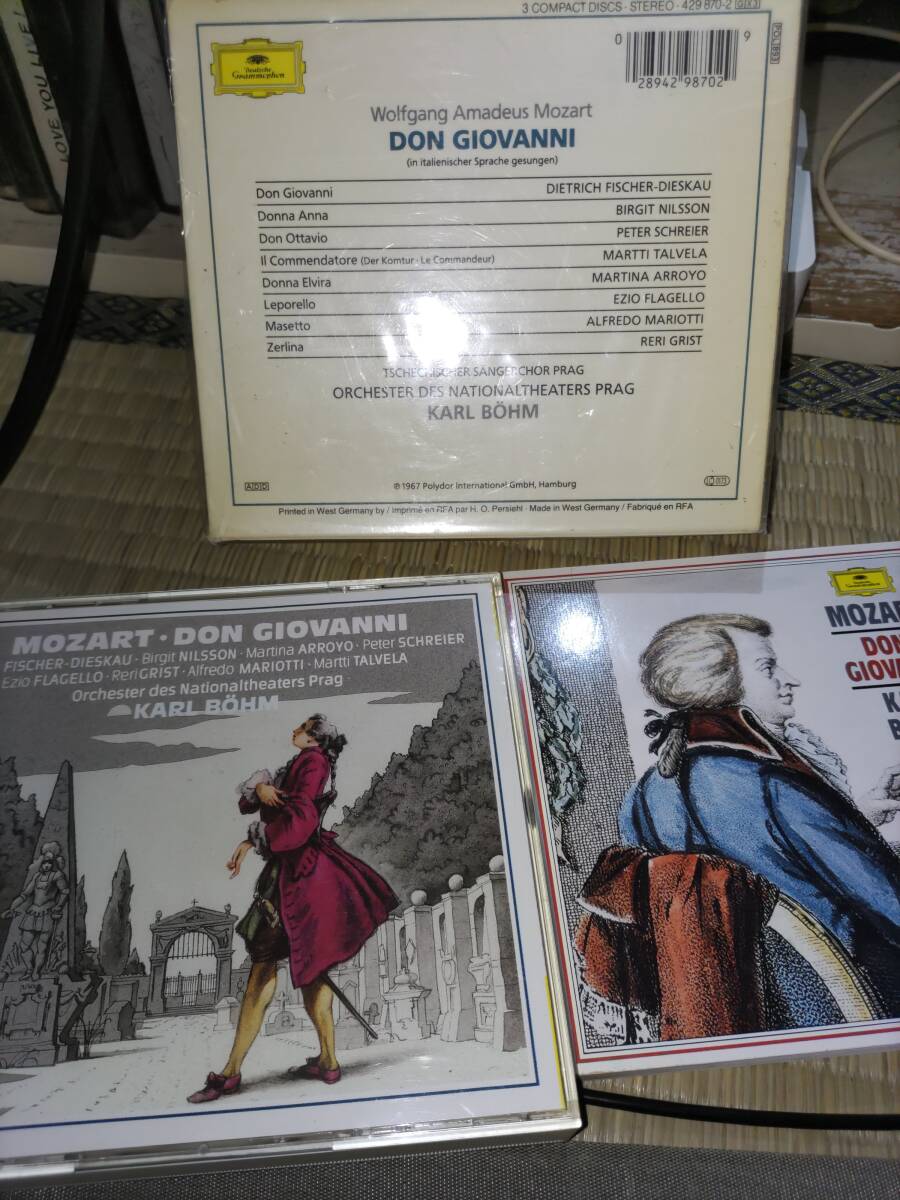 LOVE YOU LIVE
3 COMPACT DISCS · STEREO · 429 870-2 GX3
Deutsche
Grammophon
0 28942 98702 9
Wolfgang Amadeus Mozart
DON GIOVANNI
(in italienischer Sprache gesungen)
Don Giovanni DIETRICH FISCHER-DIESKAU
Donna Anna BIRGIT NILSSON
Don Ottavio PETER SCHREIER
Il Commendatore (Der Komtur · Le Commandeur) MARTTI TALVELA
Donna Elvira MARTINA ARROYO
Leporello EZIO FLAGELLO
Masetto ALFREDO MARIOTTI
Zerlina RERI GRIST
TSCHECHISCHER SÄNGERCHOR PRAG
ORCHESTER DES NATIONALTHEATERS PRAG
KARL BÖHM
ADD
℗ 1967 Polydor International GmbH, Hamburg
Printed in West Germany by / Imprimé en RFA par H. O. Persiehl · Made in West Germany / Fabriqué en RFA
MOZART · DON GIOVANNI
FISCHER-DIESKAU · Birgit NILSSON · Martina ARROYO · Peter SCHREIER
Ezio FLAGELLO · Reri GRIST · Alfredo MARIOTTI · Martti TALVELA
Orchester des Nationaltheaters Prag
KARL BÖHM
Deutsche
Grammophon
MOZAR
DON
GIOVA
K
B